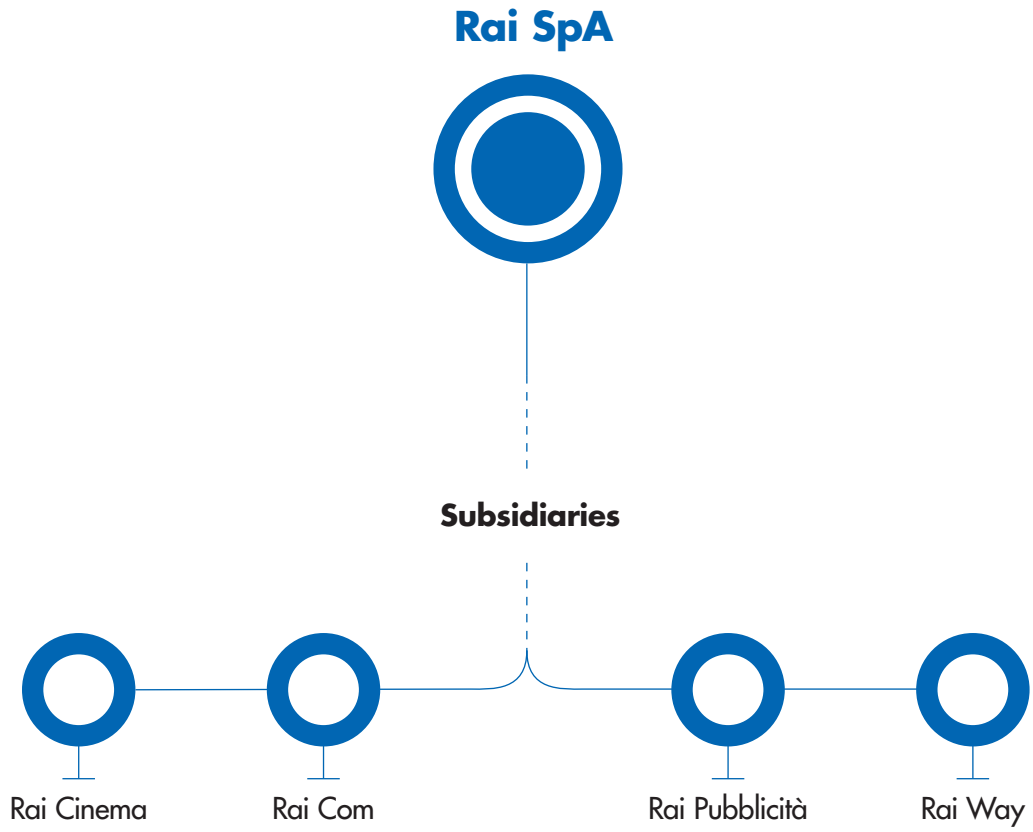 Rai SpA
Subsidiaries
Rai Cinema
Rai Com
Rai Pubblicità
Rai Way